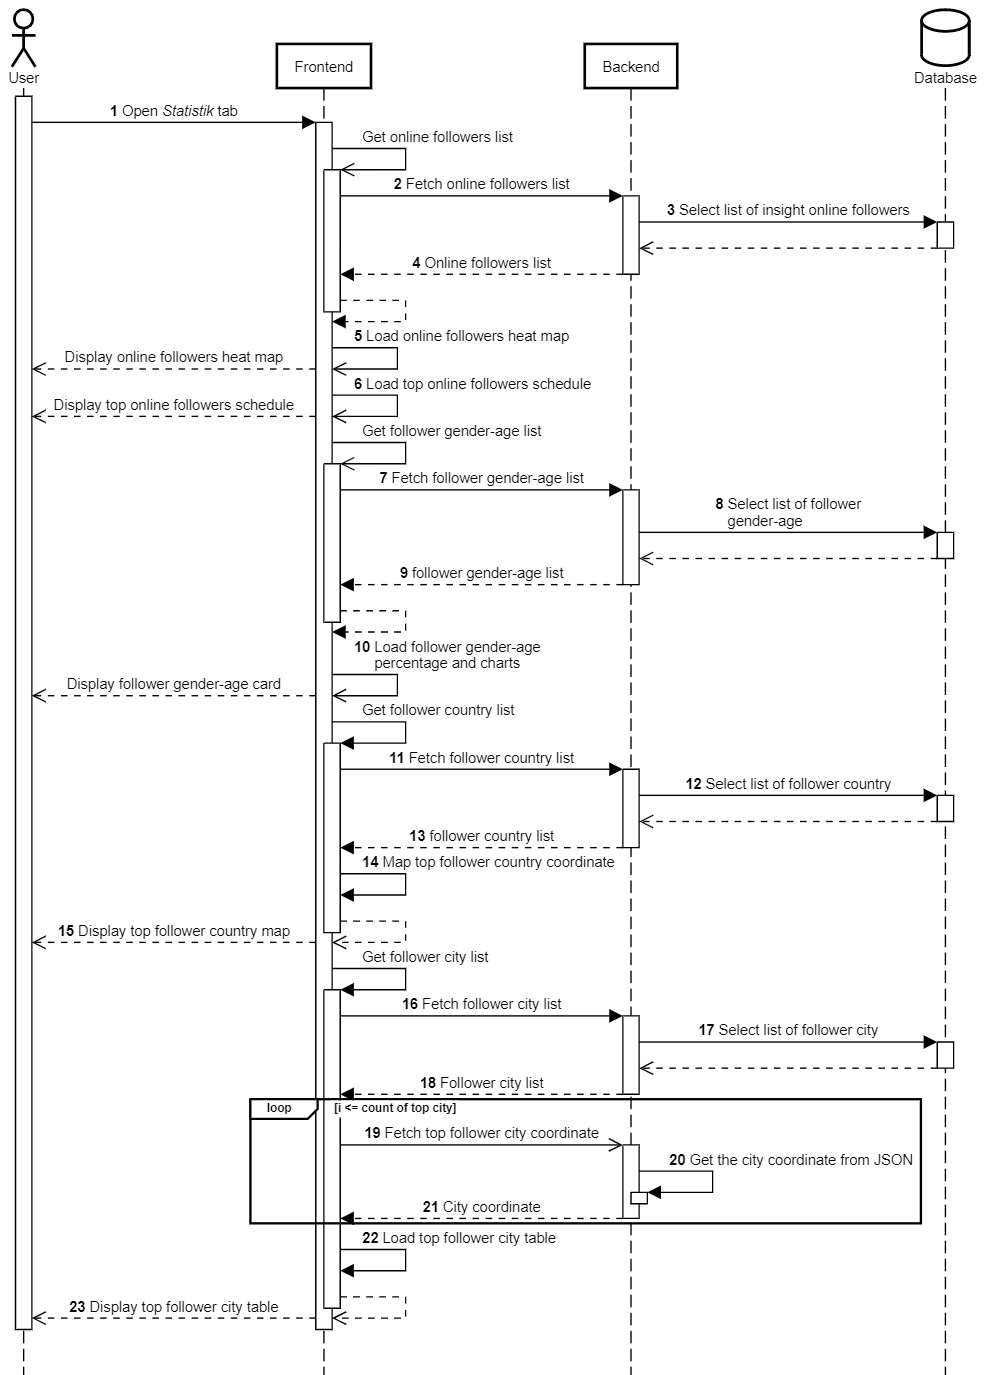 User
Frontend
Backend
Database
1 Open Statistik tab
Get online followers list
2 Fetch online followers list
3 Select list of insight online followers
4 Online followers list
5 Load online followers heat map
Display online followers heat map
6 Load top online followers schedule
Display top online followers schedule
Get follower gender-age list
7 Fetch follower gender-age list
8 Select list of follower
gender-age
9 follower gender-age list
10 Load follower gender-age
percentage and charts
Display follower gender-age card
Get follower country list
11 Fetch follower country list
12 Select list of follower country
13 follower country list
14 Map top follower country coordinate
15 Display top follower country map
Get follower city list
16 Fetch follower city list
17 Select list of follower city
18 Follower city list
loop
[i <= count of top city]
19 Fetch top follower city coordinate
20 Get the city coordinate from JSON
21 City coordinate
22 Load top follower city table
23 Display top follower city table